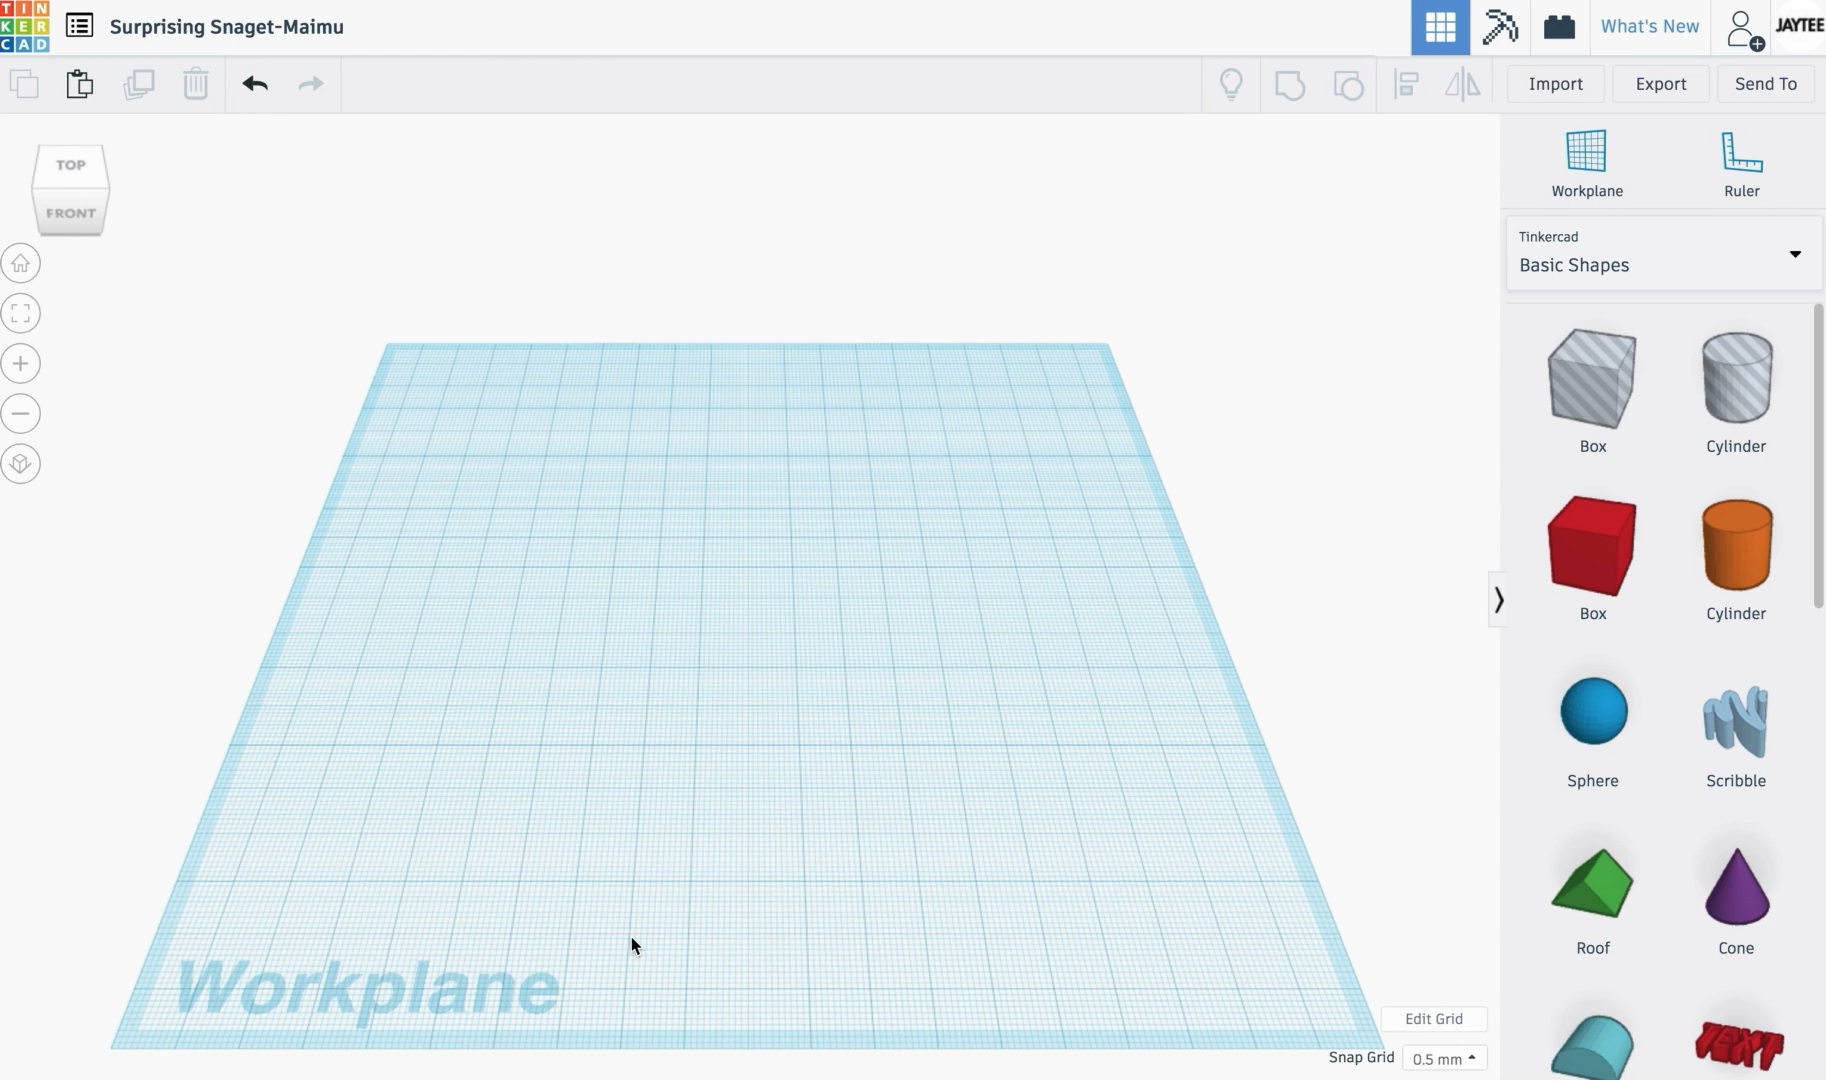 TIN
KER
CAD
Surprising Snaget-Maimu
What's New
JAYTEE
Import
Export
Send To
TOP
FRONT
Workplane
Ruler
Tinkercad
Basic Shapes
Box
Cylinder
Box
Cylinder
Sphere
Scribble
Roof
Cone
TEXT
Workplane
Edit Grid
Snap Grid
0.5 mm